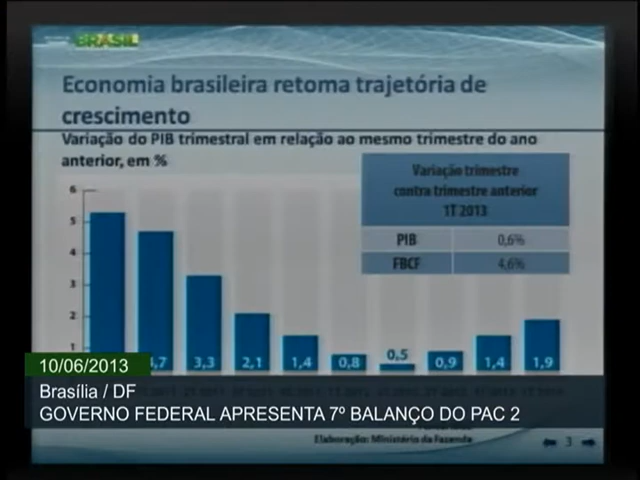 BRASIL
Economia brasileira retoma trajetória de
crescimento
Variação do PIB trimestral em relação ao mesmo trimestre do ano
anterior, em %
Variação trimestre
contra trimestre anterior
1T 2013
PIB 0,6%
FBCF 4,6%
6
5
4
3
2
1
3,3
2,1
1,4
0,8
0,5
0,9
1,4
1,9
10/06/2013
Brasília / DF
GOVERNO FEDERAL APRESENTA 7º BALANÇO DO PAC 2
Elaboração: Ministério da Fazenda
3